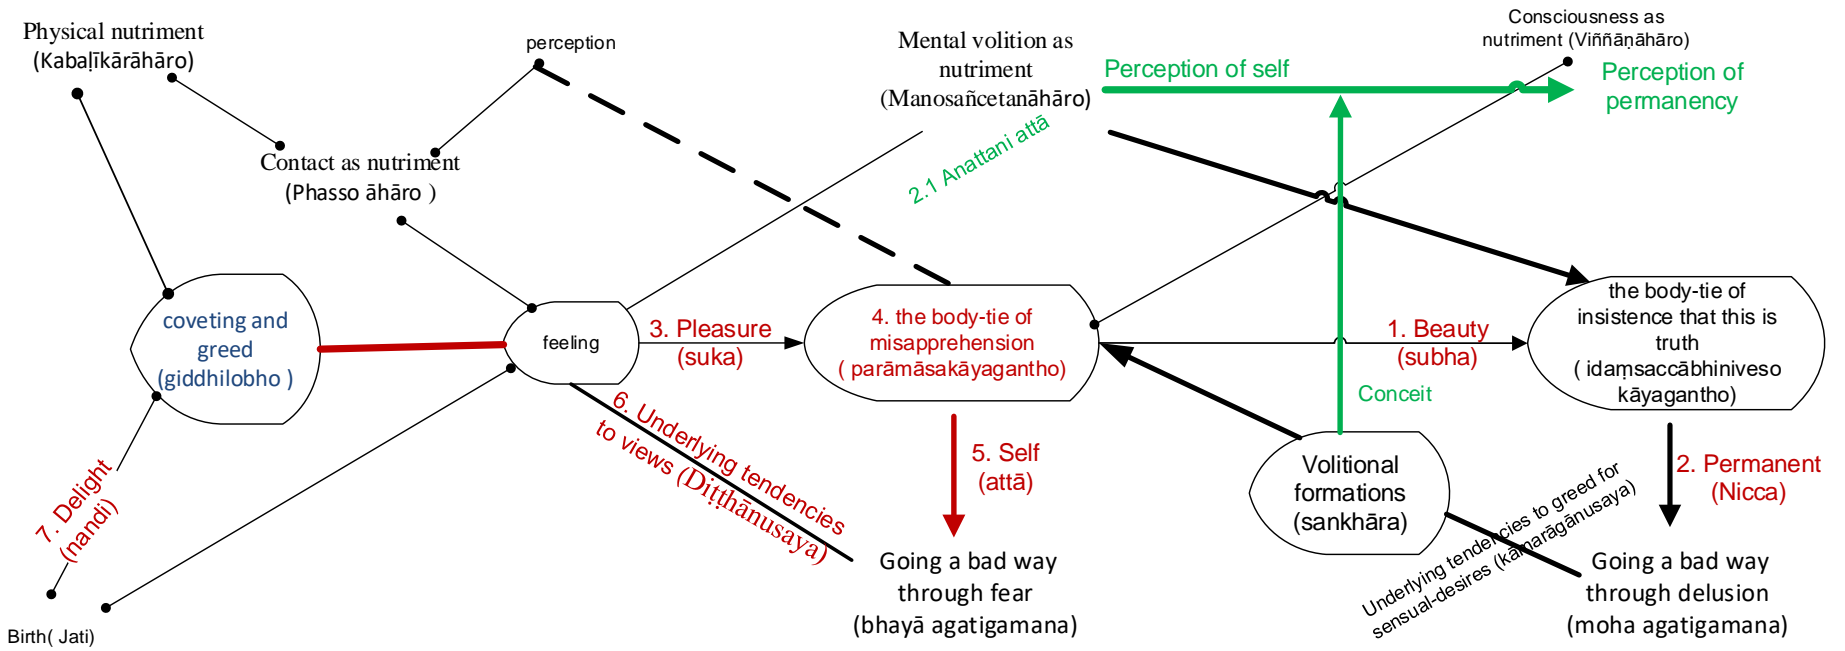 Physical nutriment
(Kabaḷīkārāhāro)
perception
Mental volition as
nutriment
(Manosañcetanāhāro)
Consciousness as
nutriment (Viññāṇāhāro)
Perception of self
Perception of
permanency
Contact as nutriment
(Phasso āhāro )
2.1 Anattani attā
coveting and
greed
(giddhilobho )
feeling
3. Pleasure
(suka)
4. the body-tie of
misapprehension
( parāmāsakāyagantho)
1. Beauty
(subha)
the body-tie of
insistence that this is
truth
( idaṃsaccābhiniveso
kāyagantho)
Conceit
6. Underlying tendencies
to views (Diṭṭhānusaya)
5. Self
(attā)
Volitional
formations
(sankhāra)
2. Permanent
(Nicca)
7. Delight
(nandi)
Underlying tendencies to greed for
sensual-desires (kāmarāgānusaya)
Going a bad way
through fear
(bhayā agatigamana)
Going a bad way
through delusion
(moha agatigamana)
Birth( Jati)